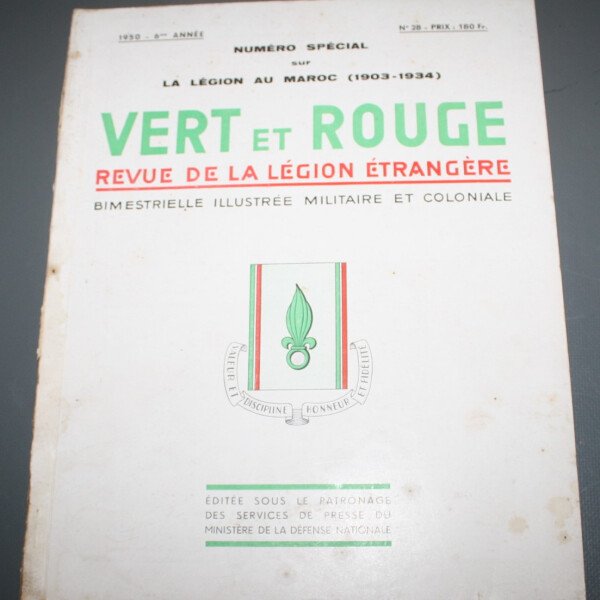 1950 - 6me ANNÉE
N° 28 - PRIX : 180 Fr.
NUMÉRO SPÉCIAL
sur
LA LÉGION AU MAROC (1903-1934)
VERT ET ROUGE
REVUE DE LA LÉGION ÉTRANGÈRE
BIMESTRIELLE ILLUSTRÉE MILITAIRE ET COLONIALE
VALEUR ET DISCIPLINE HONNEUR ET FIDÉLITÉ
ÉDITÉE SOUS LE PATRONAGE
DES SERVICES DE PRESSE DU
MINISTÈRE DE LA DÉFENSE NATIONALE